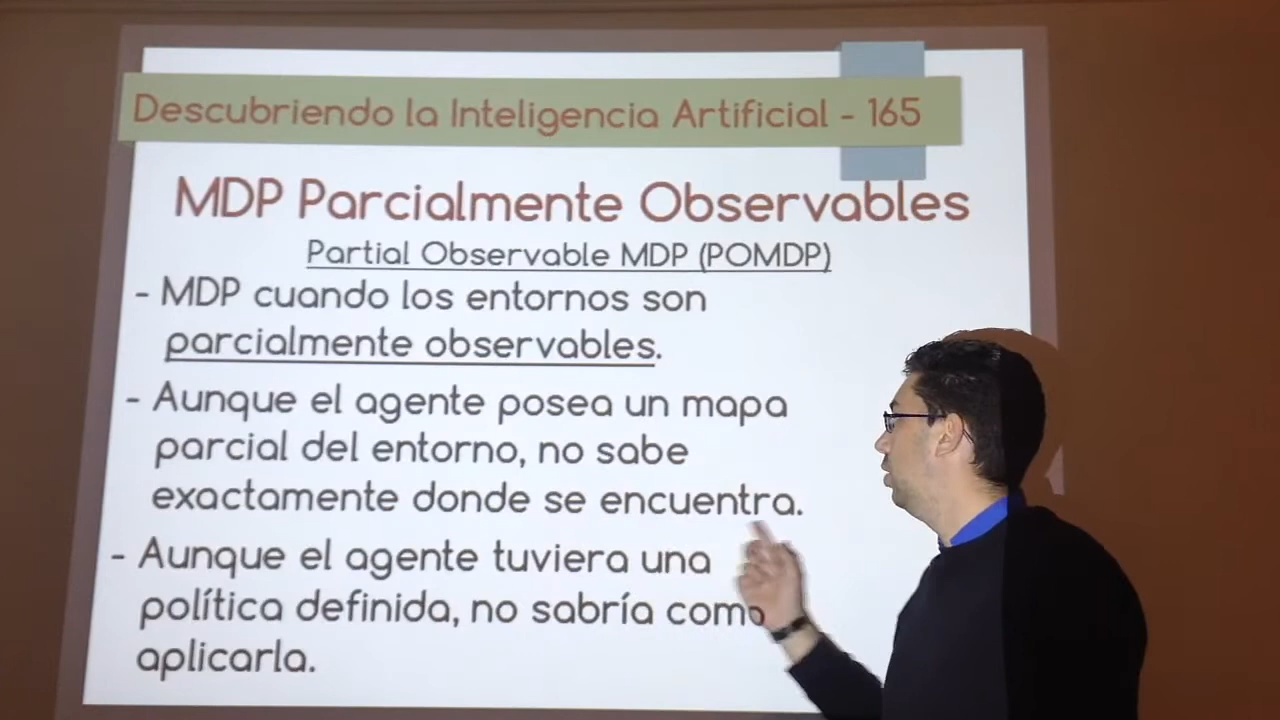 Descubriendo la Inteligencia Artificial - 165
MDP Parcialmente Observables
Partial Observable MDP (POMDP)
- MDP cuando los entornos son
parcialmente observables.
- Aunque el agente posea un mapa
parcial del entorno, no sabe
exactamente donde se encuentra.
- Aunque el agente tuviera una
política definida, no sabría como
aplicarla.